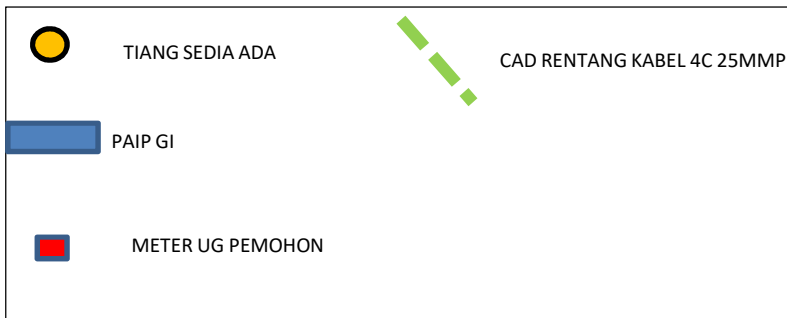 TIANG SEDIA ADA
CAD RENTANG KABEL 4C 25MMP
PAIP GI
METER UG PEMOHON